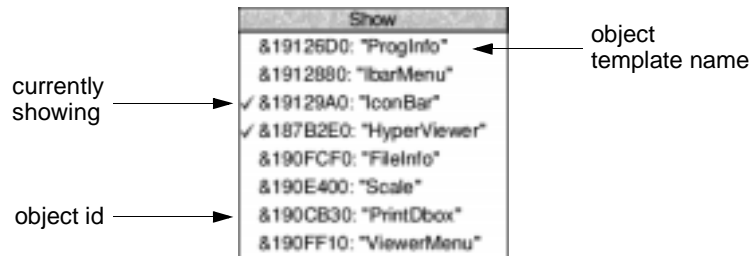 Show
&19126D0: "ProgInfo"
object
template name
&1912880: "IbarMenu"
currently
showing
✓ &19129A0: "IconBar"
✓ &187B2E0: "HyperViewer"
&190FCF0: "FileInfo"
&190E400: "Scale"
object id
&190CB30: "PrintDbox"
&190FF10: "ViewerMenu"